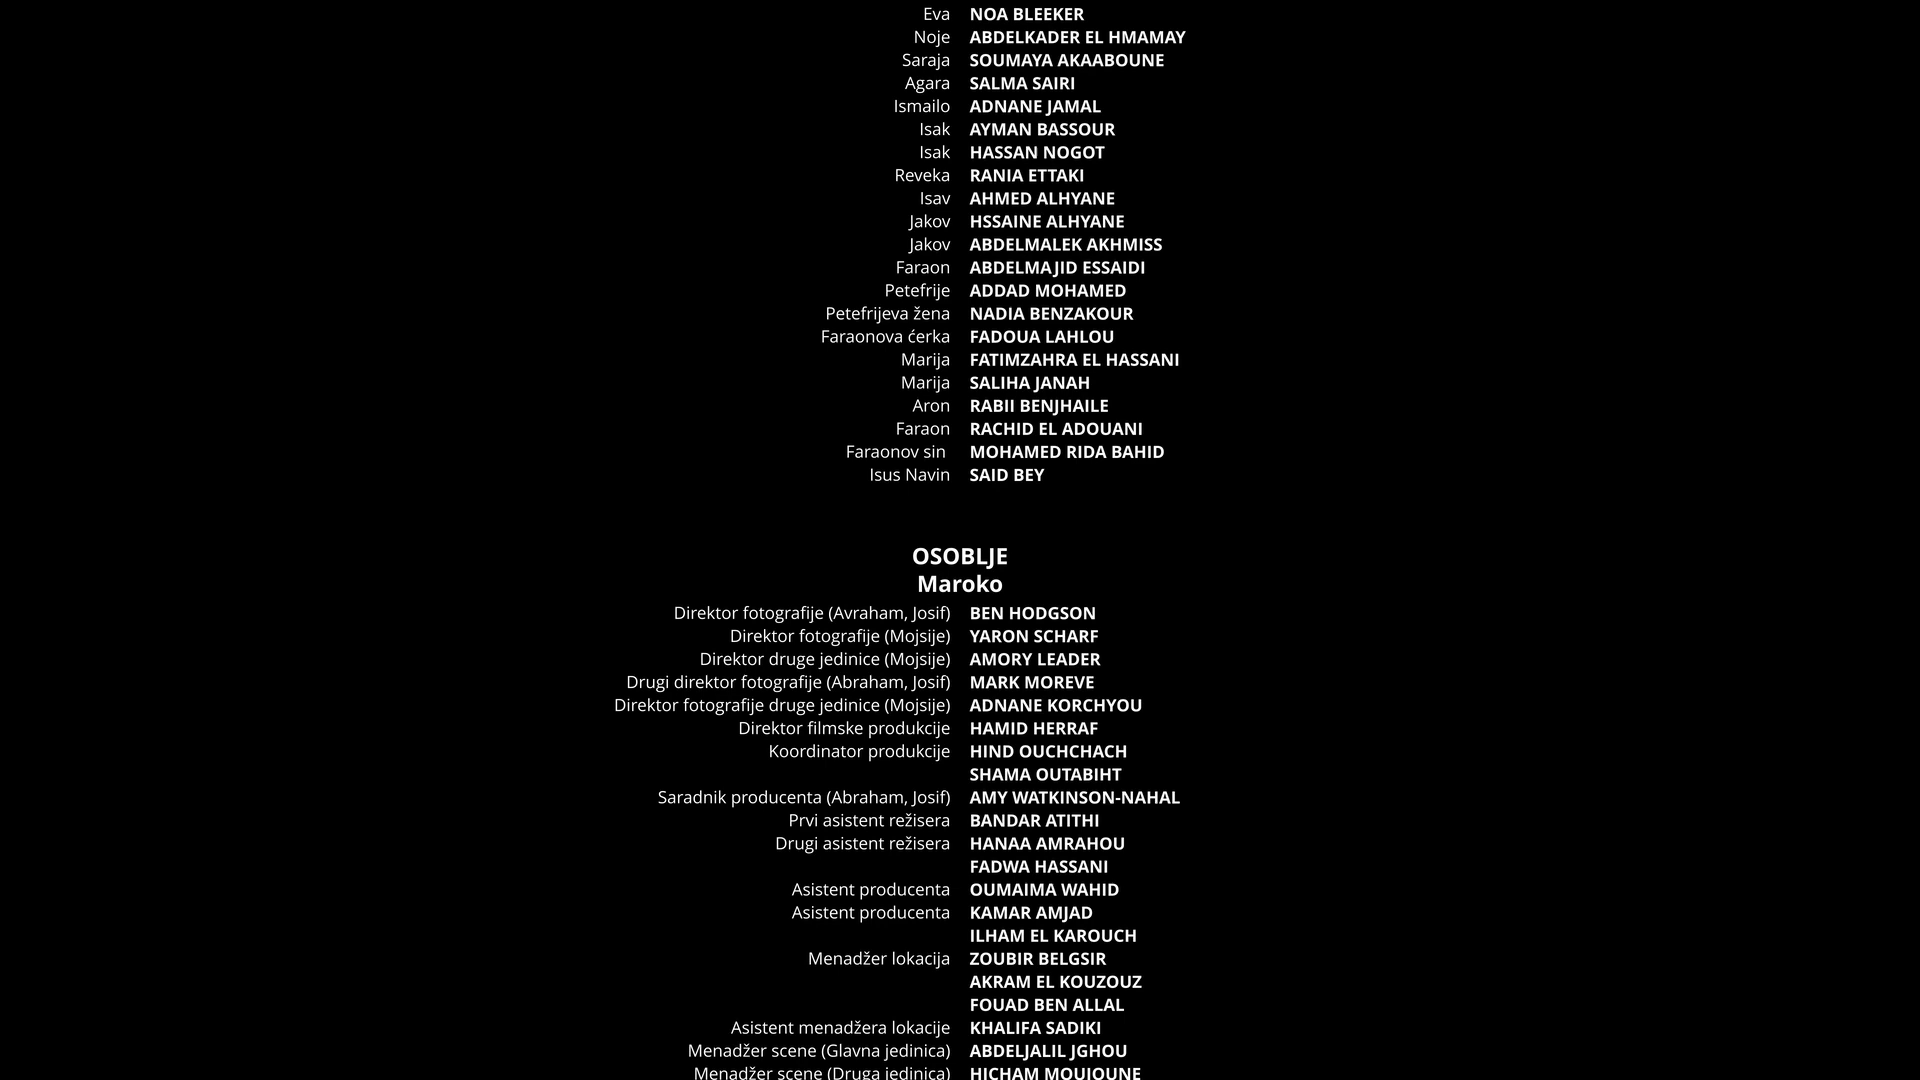 Eva NOA BLEEKER
Noje ABDELKADER EL HMAMAY
Saraja SOUMAYA AKAABOUNE
Agara SALMA SAIRI
Ismailo ADNANE JAMAL
Isak AYMAN BASSOUR
Isak HASSAN NOGOT
Reveka RANIA ETTAKI
Isav AHMED ALHYANE
Jakov HSSAINE ALHYANE
Jakov ABDELMALEK AKHMISS
Faraon ABDELMAJID ESSAIDI
Petefrije ADDAD MOHAMED
Petefrijeva žena NADIA BENZAKOUR
Faraonova ćerka FADOUA LAHLOU
Marija FATIMZAHRA EL HASSANI
Marija SALIHA JANAH
Aron RABII BENJHAILE
Faraon RACHID EL ADOUANI
Faraonov sin MOHAMED RIDA BAHID
Isus Navin SAID BEY
OSOBLJE
Maroko
Direktor fotografije (Avraham, Josif) BEN HODGSON
Direktor fotografije (Mojsije) YARON SCHARF
Direktor druge jedinice (Mojsije) AMORY LEADER
Drugi direktor fotografije (Abraham, Josif) MARK MOREVE
Direktor fotografije druge jedinice (Mojsije) ADNANE KORCHYOU
Direktor filmske produkcije HAMID HERRAF
Koordinator produkcije HIND OUCHCHACH
SHAMA OUTABIHT
Saradnik producenta (Abraham, Josif) AMY WATKINSON-NAHAL
Prvi asistent režisera BANDAR ATITHI
Drugi asistent režisera HANAA AMRAHOU
FADWA HASSANI
Asistent producenta OUMAIMA WAHID
Asistent producenta KAMAR AMJAD
ILHAM EL KAROUCH
Menadžer lokacija ZOUBIR BELGSIR
AKRAM EL KOUZOUZ
FOUAD BEN ALLAL
Asistent menadžera lokacije KHALIFA SADIKI
Menadžer scene (Glavna jedinica) ABDELJALIL JGHOU
Menadžer scene (Druga jedinica) HICHAM MOUJOUNE